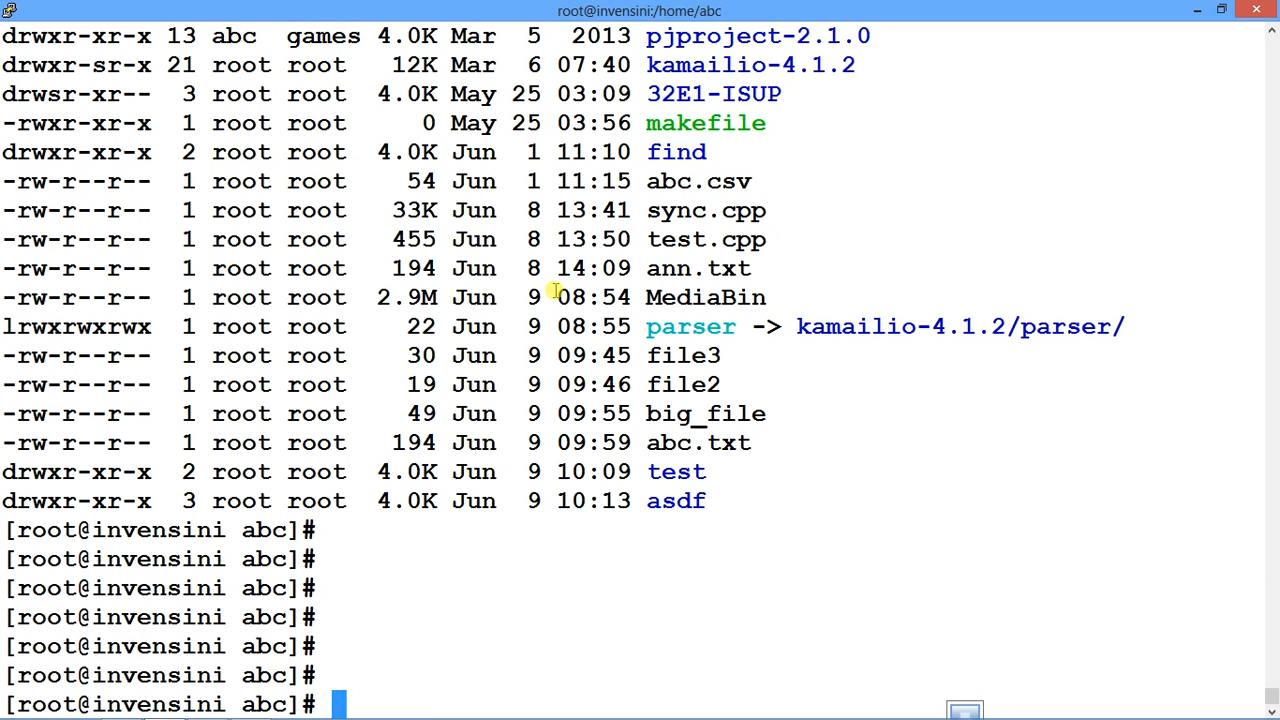 root@invensini:/home/abc
drwxr-xr-x 13 abc  games 4.0K Mar  5  2013 pjproject-2.1.0
drwxr-sr-x 21 root root   12K Mar  6 07:40 kamailio-4.1.2
drwsr-xr--  3 root root  4.0K May 25 03:09 32E1-ISUP
-rwxr-xr-x  1 root root     0 May 25 03:56 makefile
drwxr-xr-x  2 root root  4.0K Jun  1 11:10 find
-rw-r--r--  1 root root    54 Jun  1 11:15 abc.csv
-rw-r--r--  1 root root   33K Jun  8 13:41 sync.cpp
-rw-r--r--  1 root root   455 Jun  8 13:50 test.cpp
-rw-r--r--  1 root root   194 Jun  8 14:09 ann.txt
-rw-r--r--  1 root root  2.9M Jun  9 08:54 MediaBin
lrwxrwxrwx  1 root root    22 Jun  9 08:55 parser -> kamailio-4.1.2/parser/
-rw-r--r--  1 root root    30 Jun  9 09:45 file3
-rw-r--r--  1 root root    19 Jun  9 09:46 file2
-rw-r--r--  1 root root    49 Jun  9 09:55 big_file
-rw-r--r--  1 root root   194 Jun  9 09:59 abc.txt
drwxr-xr-x  2 root root  4.0K Jun  9 10:09 test
drwxr-xr-x  3 root root  4.0K Jun  9 10:13 asdf
[root@invensini abc]#
[root@invensini abc]#
[root@invensini abc]#
[root@invensini abc]#
[root@invensini abc]#
[root@invensini abc]#
[root@invensini abc]#